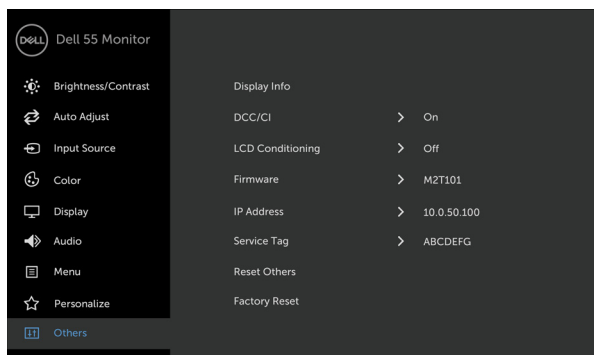 DELL Dell 55 Monitor
Brightness/Contrast
Auto Adjust
Input Source
Color
Display
Audio
Menu
Personalize
Others
Display Info
DCC/CI > On
LCD Conditioning > Off
Firmware > M2T101
IP Address > 10.0.50.100
Service Tag > ABCDEFG
Reset Others
Factory Reset